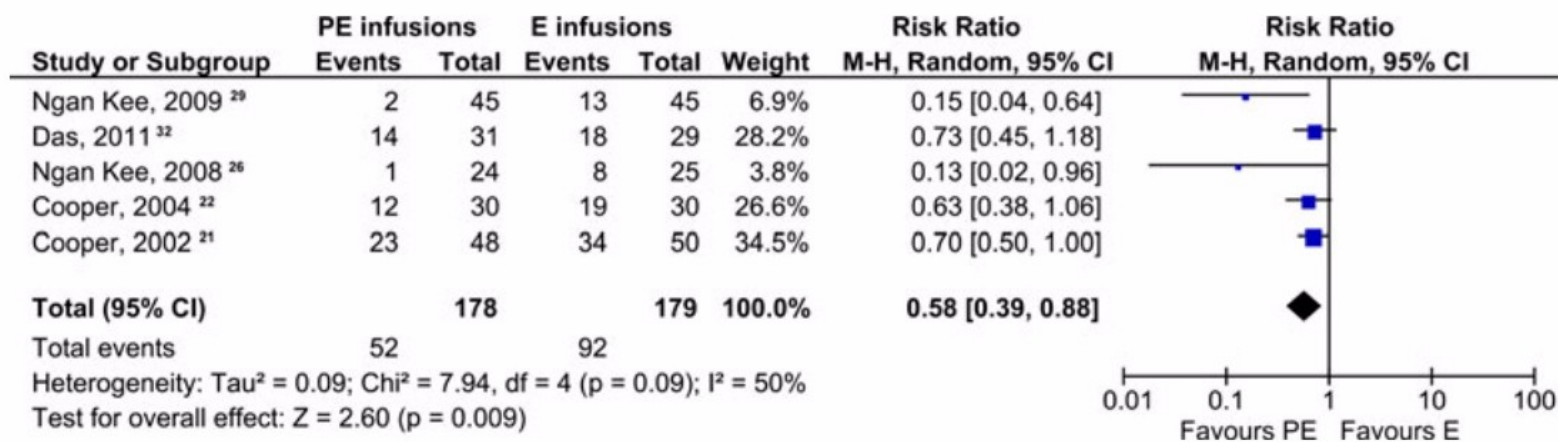 PE infusions E infusions Risk Ratio Risk Ratio
Study or Subgroup Events Total Events Total Weight M-H, Random, 95% CI M-H, Random, 95% CI
Ngan Kee, 2009 ²⁹ 2 45 13 45 6.9% 0.15 [0.04, 0.64]
Das, 2011 ³² 14 31 18 29 28.2% 0.73 [0.45, 1.18]
Ngan Kee, 2008 ²⁶ 1 24 8 25 3.8% 0.13 [0.02, 0.96]
Cooper, 2004 ²² 12 30 19 30 26.6% 0.63 [0.38, 1.06]
Cooper, 2002 ²¹ 23 48 34 50 34.5% 0.70 [0.50, 1.00]
Total (95% CI) 178 179 100.0% 0.58 [0.39, 0.88]
Total events 52 92
Heterogeneity: Tau² = 0.09; Chi² = 7.94, df = 4 (p = 0.09); I² = 50%
Test for overall effect: Z = 2.60 (p = 0.009)
0.01 0.1 1 10 100
Favours PE Favours E